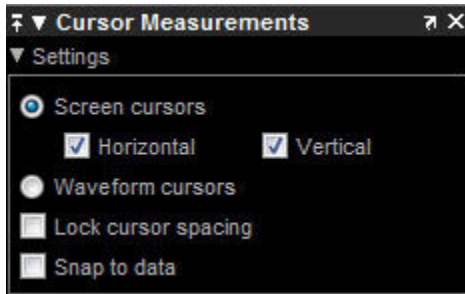 Cursor Measurements
Settings
Screen cursors
Horizontal Vertical
Waveform cursors
Lock cursor spacing
Snap to data